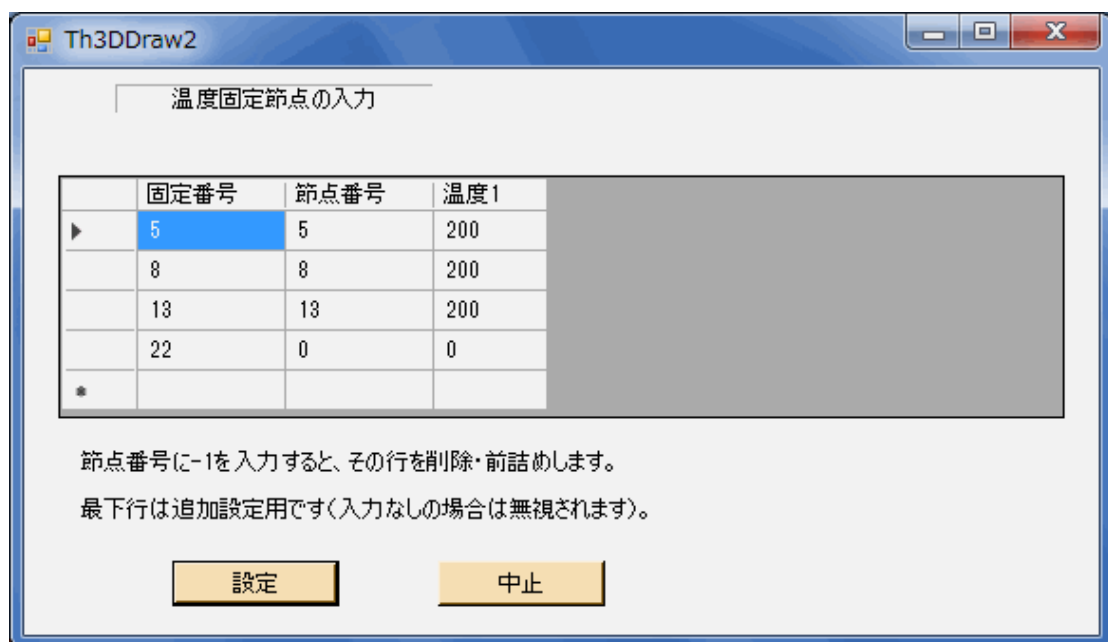 Th3DDraw2
温度固定節点の入力
固定番号 節点番号 温度1
5 5 200
8 8 200
13 13 200
22 0 0
*
節点番号に-1を入力すると、その行を削除・前詰めします。
最下行は追加設定用です(入力なしの場合は無視されます)。
設定 中止